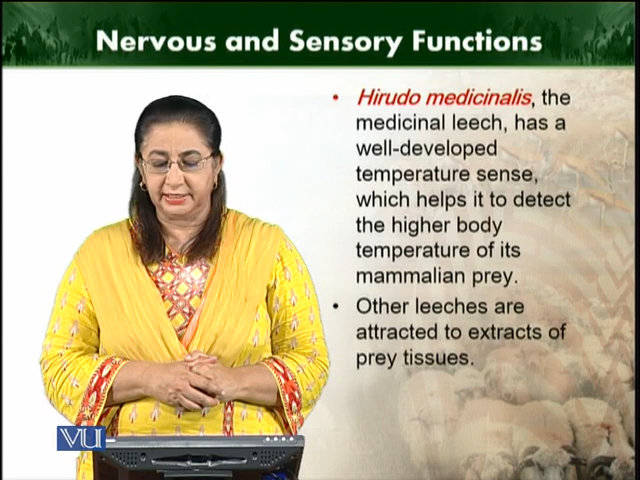 Nervous and Sensory Functions
• Hirudo medicinalis, the
medicinal leech, has a
well-developed
temperature sense,
which helps it to detect
the higher body
temperature of its
mammalian prey.
• Other leeches are
attracted to extracts of
prey tissues.
VU